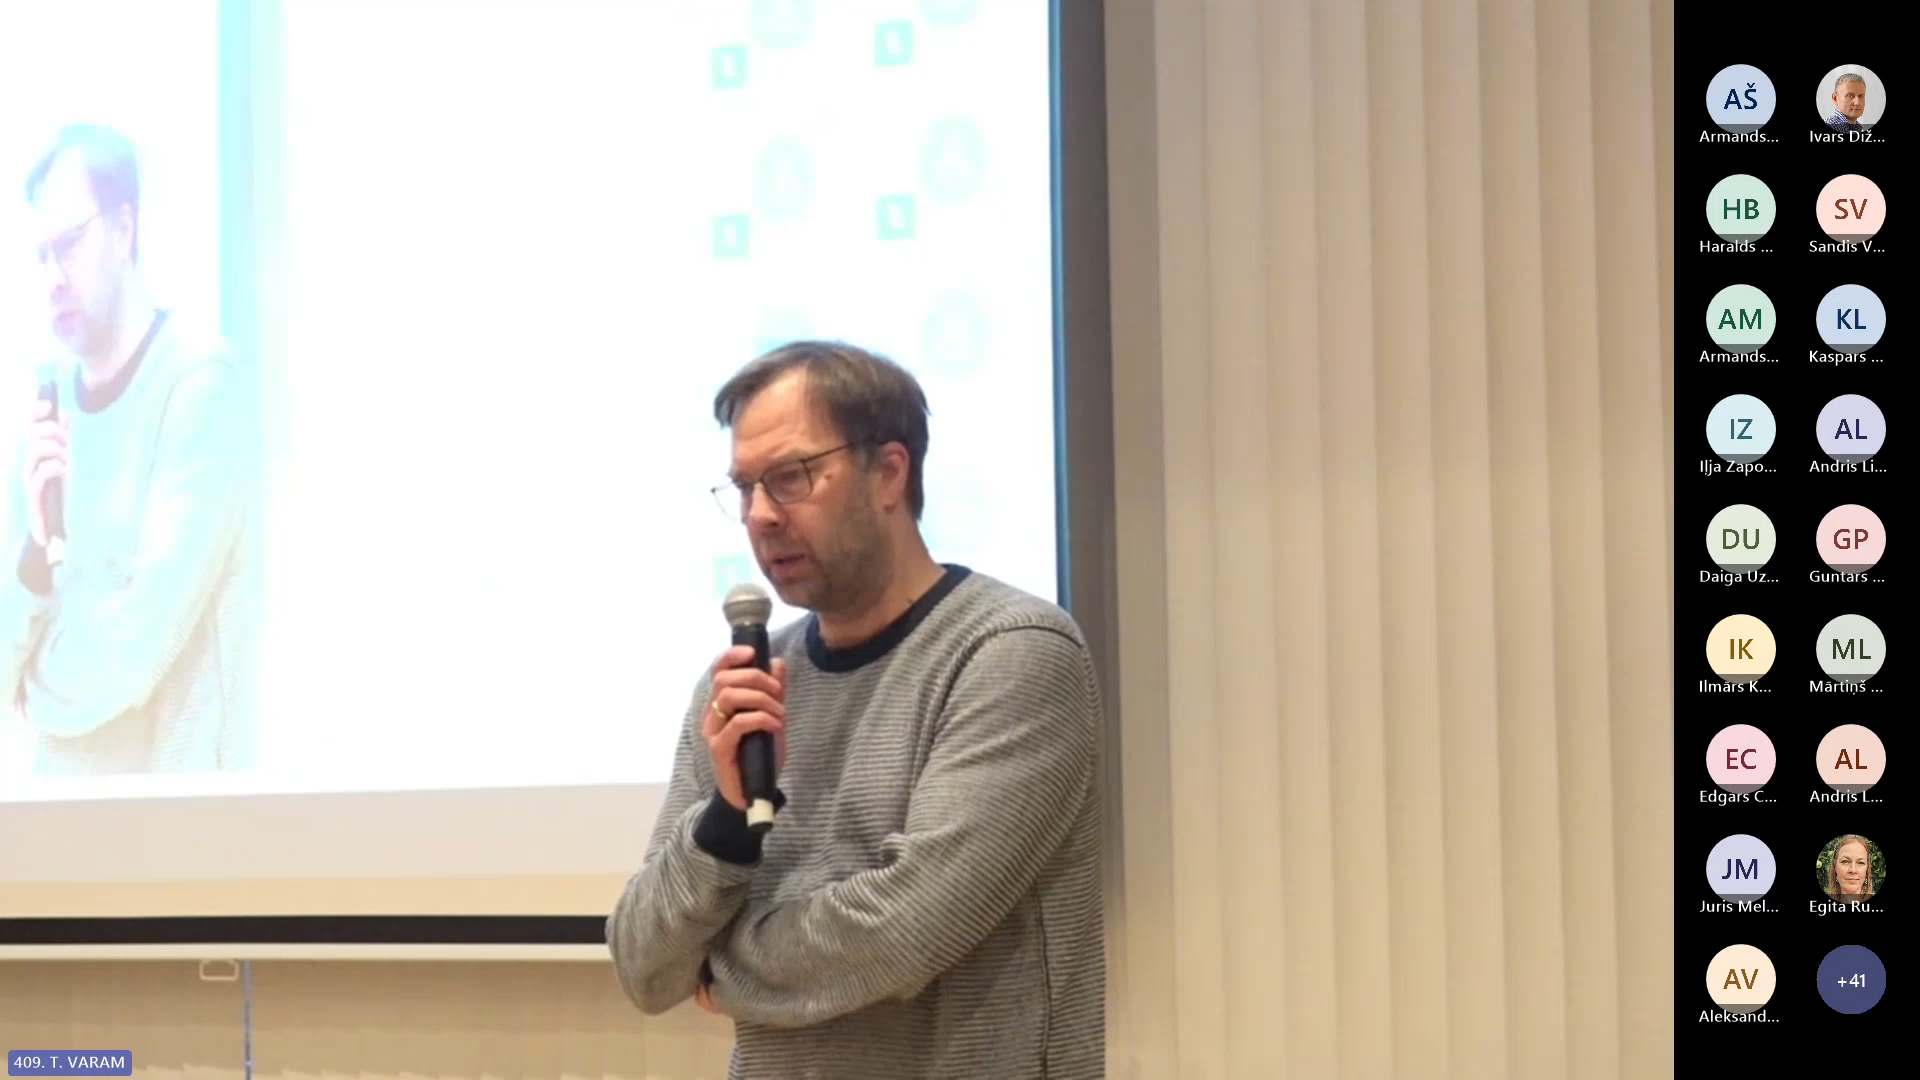 AŠ
Armands...
Ivars Diž...
HB
Haralds ...
SV
Sandis V...
AM
Armands...
KL
Kaspars ...
IZ
Iļja Zapo...
AL
Andris Li...
DU
Daiga Uz...
GP
Guntars ...
IK
Ilmārs K...
ML
Mārtiņš ...
EC
Edgars C...
AL
Andris L...
JM
Juris Mel...
Egita Ru...
AV
Aleksand...
+41
409. T. VARAM